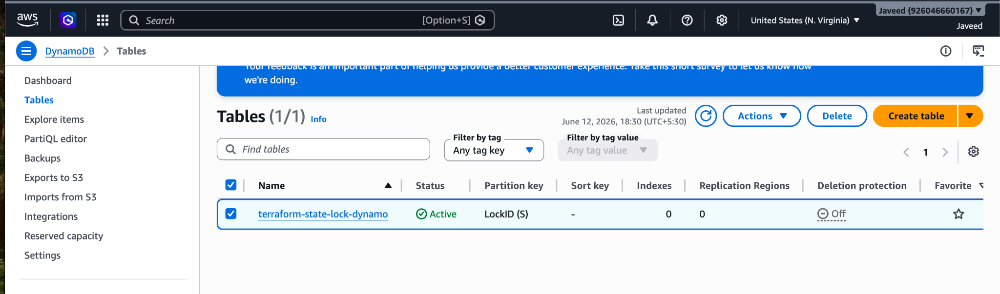 aws
Search
[Option+S]
United States (N. Virginia)
Javeed (926046660167)
Javeed
DynamoDB
Tables
Dashboard
Tables
Explore items
PartiQL editor
Backups
Exports to S3
Imports from S3
Integrations
Reserved capacity
Settings
Your feedback is an important part of helping us provide a better customer experience. Take this short survey to let us know how
we're doing.
Tables (1/1) Info
Last updated
June 12, 2026, 18:30 (UTC+5:30)
Actions
Delete
Create table
Find tables
Filter by tag
Any tag key
Filter by tag value
Any tag value
1
Name Status Partition key Sort key Indexes Replication Regions Deletion protection Favorite
terraform-state-lock-dynamo Active LockID (S) - 0 0 Off